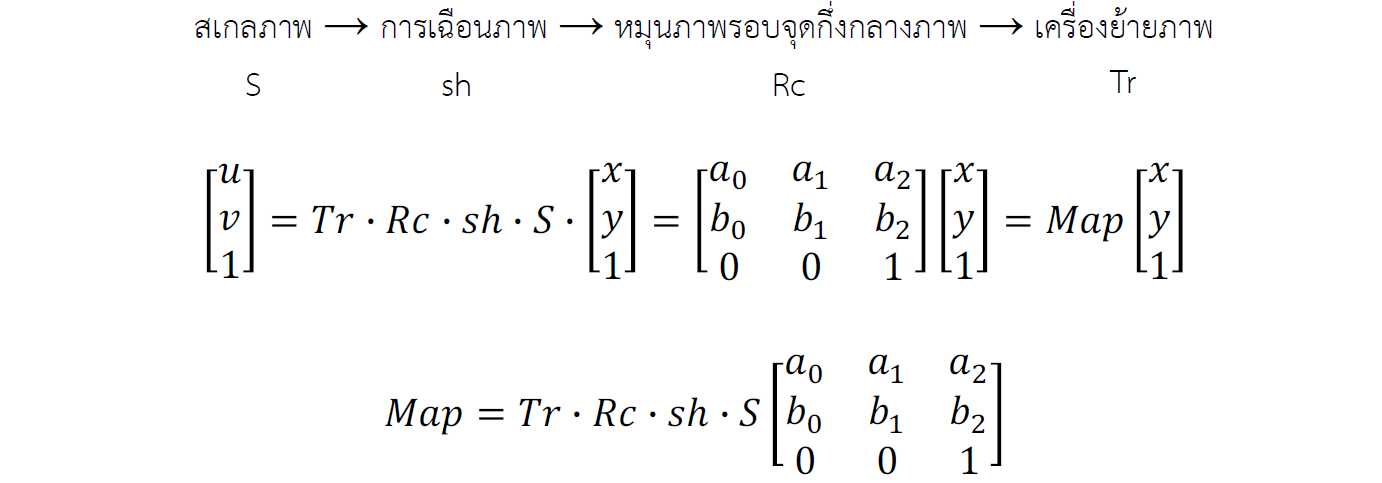 สเกลภาพ → การเฉือนภาพ → หมุนภาพรอบจุดกึ่งกลางภาพ → เครื่องย้ายภาพ
S sh Rc Tr
[u v 1] = Tr · Rc · sh · S · [x y 1] = [a₀ a₁ a₂ b₀ b₁ b₂ 0 0 1] [x y 1] = Map [x y 1]
Map = Tr · Rc · sh · S [a₀ a₁ a₂ b₀ b₁ b₂ 0 0 1]